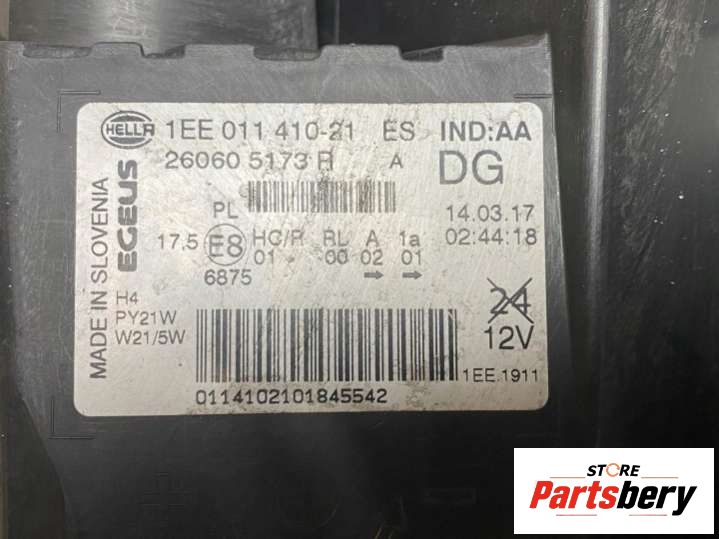 HELLA 1EE 011 410-21 ES IND:AA
26060 5173 R A DG
MADE IN SLOVENIA
EGEUS
PL
14.03.17
17,5 E8 HC/R RL A 1a
02:44:18
01 00 02 01
6875 → →
H4
PY21W
W21/5W
24
12V
1EE.1911
0114102101845542
STORE
Partsbery